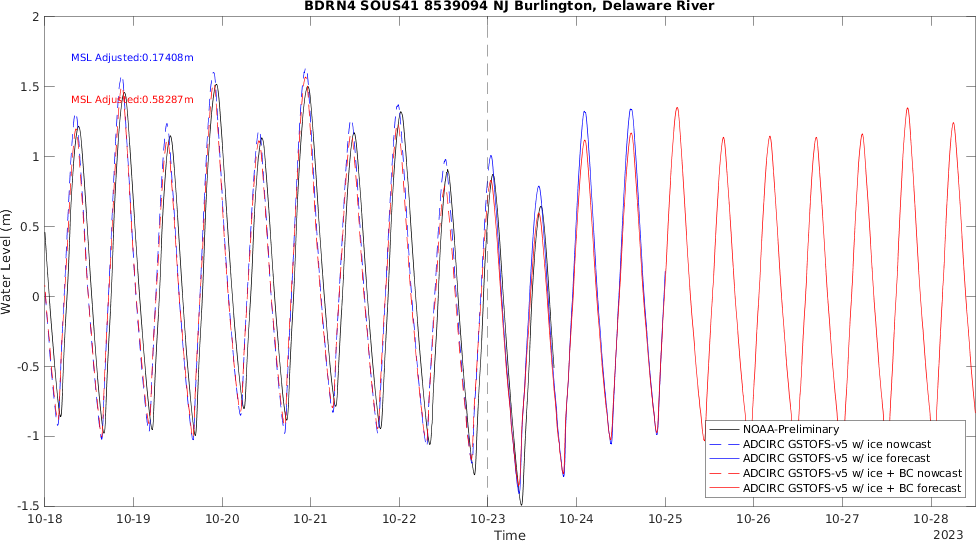 BDRN4 SOUS41 8539094 NJ Burlington, Delaware River
2
MSL Adjusted:0.17408m
1.5
MSL Adjusted:0.58287m
1
0.5
0
-0.5
-1
-1.5
Water Level (m)
NOAA-Preliminary
ADCIRC GSTOFS-v5 w/ ice nowcast
ADCIRC GSTOFS-v5 w/ ice forecast
ADCIRC GSTOFS-v5 w/ ice + BC nowcast
ADCIRC GSTOFS-v5 w/ ice + BC forecast
10-18 10-19 10-20 10-21 10-22 10-23 10-24 10-25 10-26 10-27 10-28
Time 2023